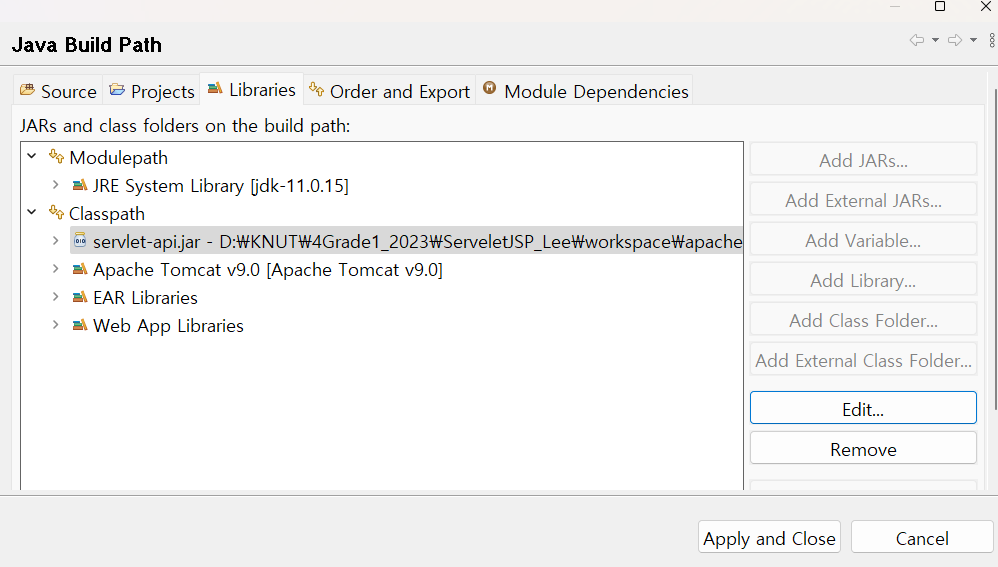 Java Build Path
Source
Projects
Libraries
Order and Export
Module Dependencies
JARs and class folders on the build path:
Modulepath
JRE System Library [jdk-11.0.15]
Classpath
servlet-api.jar - D:₩KNUT₩4Grade1_2023₩ServeletJSP_Lee₩workspace₩apache
Apache Tomcat v9.0 [Apache Tomcat v9.0]
EAR Libraries
Web App Libraries
Add JARs...
Add External JARs...
Add Variable...
Add Library...
Add Class Folder...
Add External Class Folder...
Edit...
Remove
Apply and Close
Cancel